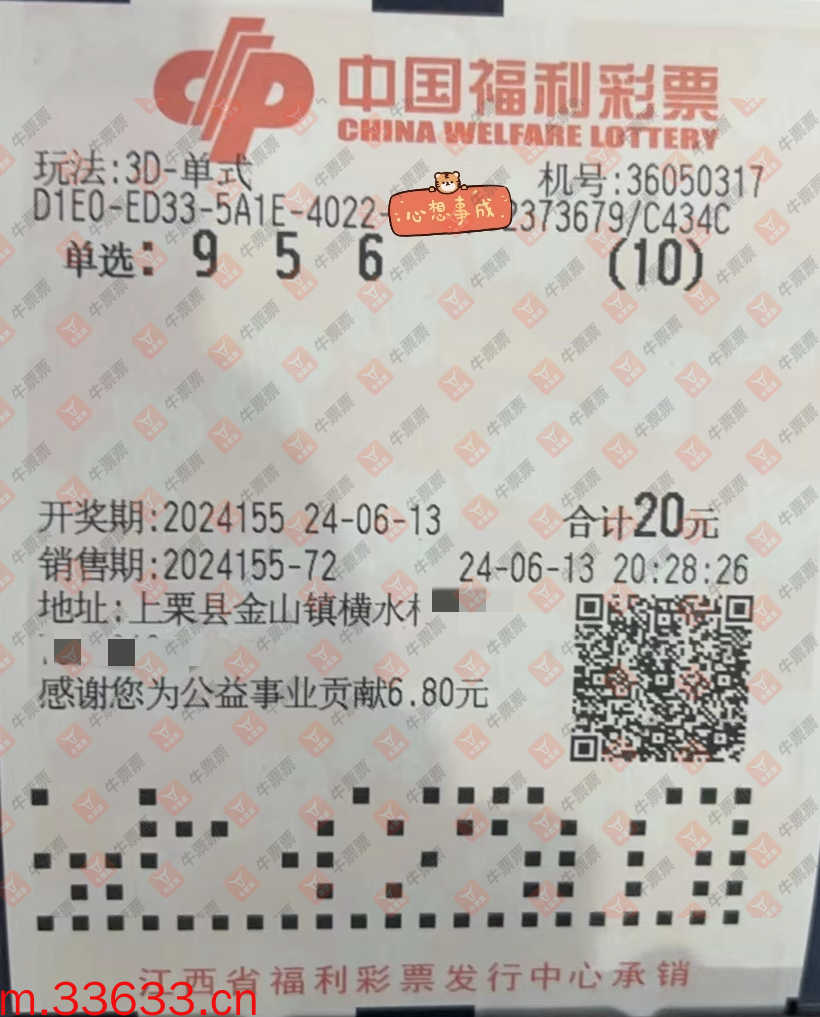 中国福利彩票
CHINA WELFARE LOTTERY
玩法:3D-单式 机号:36050317
D1E0-ED33-5A1E-4022- 2373679/C434C
心想事成
单选: 9 5 6 (10)
开奖期:2024155 24-06-13 合计20元
销售期:2024155-72 24-06-13 20:28:26
地址:上栗县金山镇横水
感谢您为公益事业贡献6.80元
江西省福利彩票发行中心承销
m.33633.cn
牛票票